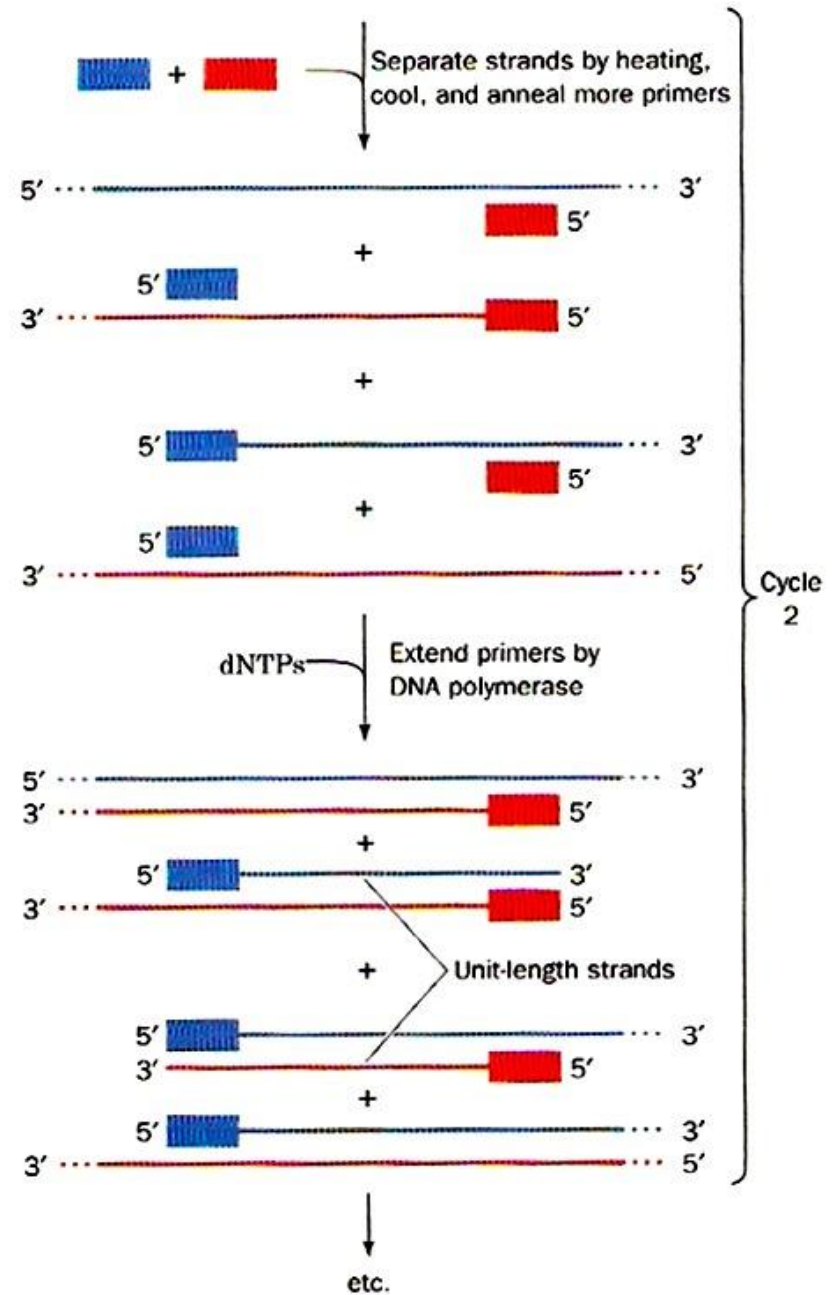 +
Separate strands by heating,
cool, and anneal more primers
5′ ··· ··· 3′
5′
+
5′
3′ ··· 5′
+
5′ ··· 3′
5′
+
5′
3′ ··· ··· 5′
Cycle
2
dNTPs
Extend primers by
DNA polymerase
5′ ··· ··· 3′
3′ ··· 5′
+
5′ 3′
3′ ··· 5′
+
Unit-length strands
5′ ··· 3′
3′ 5′
+
5′ ··· 3′
3′ ··· ··· 5′
etc.